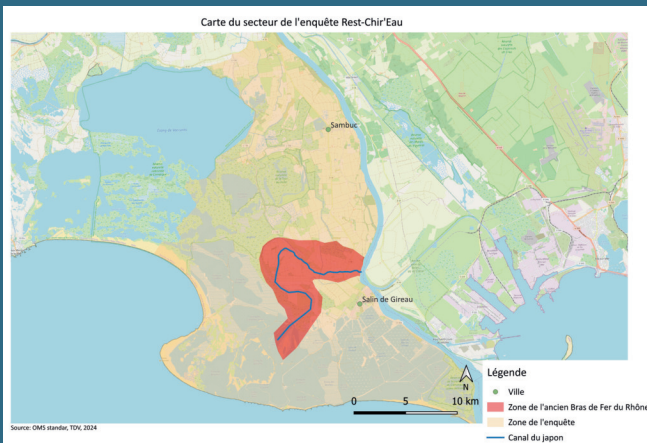 Carte du secteur de l'enquête Rest-Chir'Eau
Sambuc
Salin de Gireau
Légende
N
Ville
0 5 10 km
Zone de l'ancien Bras de Fer du Rhône
Zone de l'enquête
Canal du japon
Source: OMS standar, TDV, 2024